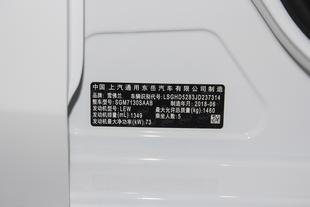 中国 上汽通用东岳汽车有限公司 制造
品牌: 雪佛兰 车辆识别代号: LSGHD5283JD237314
整车型号: SGM7130SAAB 制造年月: 2018-06
发动机型号: LEW 最大允许总质量(kg): 1460
发动机排量(mL): 1349 乘坐人数: 5
发动机最大净功率(kW): 73